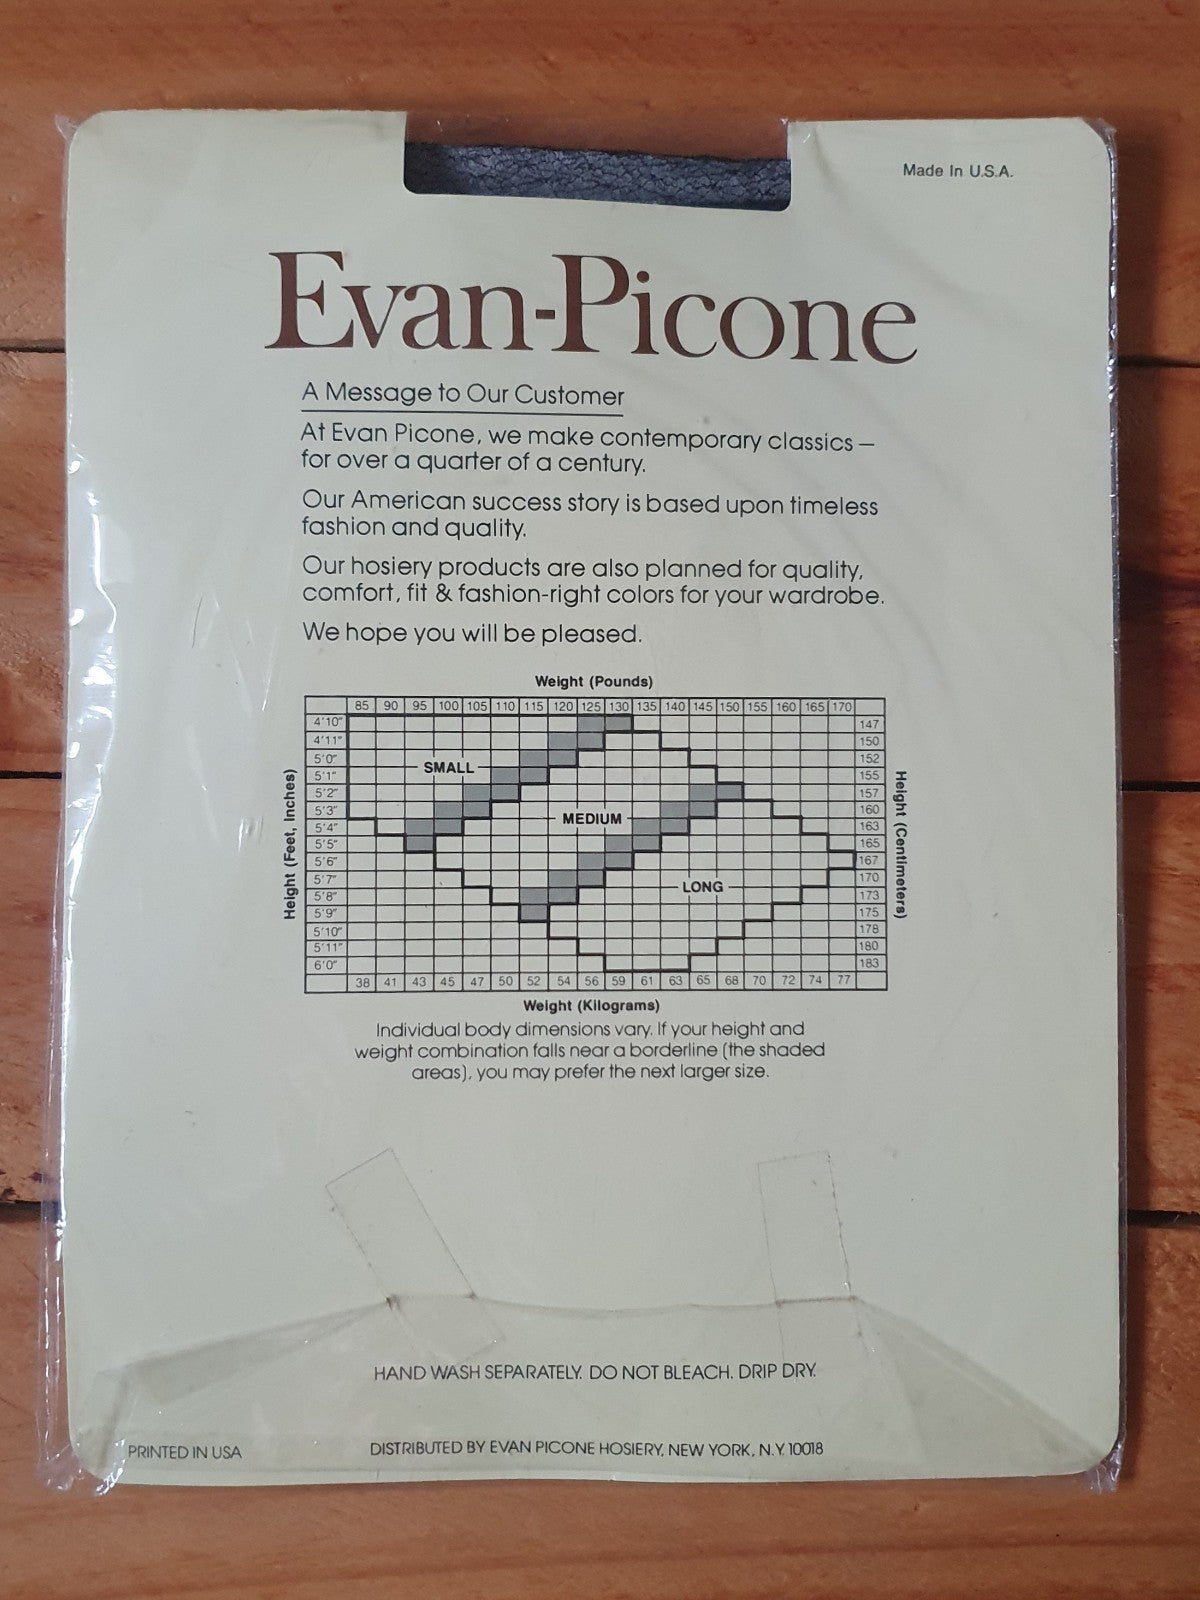 Made In U.S.A.
Evan-Picone
A Message to Our Customer
At Evan Picone, we make contemporary classics —
for over a quarter of a century.
Our American success story is based upon timeless
fashion and quality.
Our hosiery products are also planned for quality,
comfort, fit & fashion-right colors for your wardrobe.
We hope you will be pleased.
Weight (Pounds)
85 90 95 100 105 110 115 120 125 130 135 140 145 150 155 160 165 170
4'10" 147
4'11" 150
5'0" 152
SMALL
5'1" 155
5'2" 157
5'3" 160
MEDIUM
5'4" 163
5'5" 165
5'6" 167
5'7" 170
LONG
5'8" 173
5'9" 175
5'10" 178
5'11" 180
6'0" 183
38 41 43 45 47 50 52 54 56 59 61 63 65 68 70 72 74 77
Height (Feet, Inches)
Height (Centimeters)
Weight (Kilograms)
Individual body dimensions vary. If your height and
weight combination falls near a borderline (the shaded
areas), you may prefer the next larger size.
HAND WASH SEPARATELY. DO NOT BLEACH. DRIP DRY.
PRINTED IN USA
DISTRIBUTED BY EVAN PICONE HOSIERY, NEW YORK, N.Y. 10018